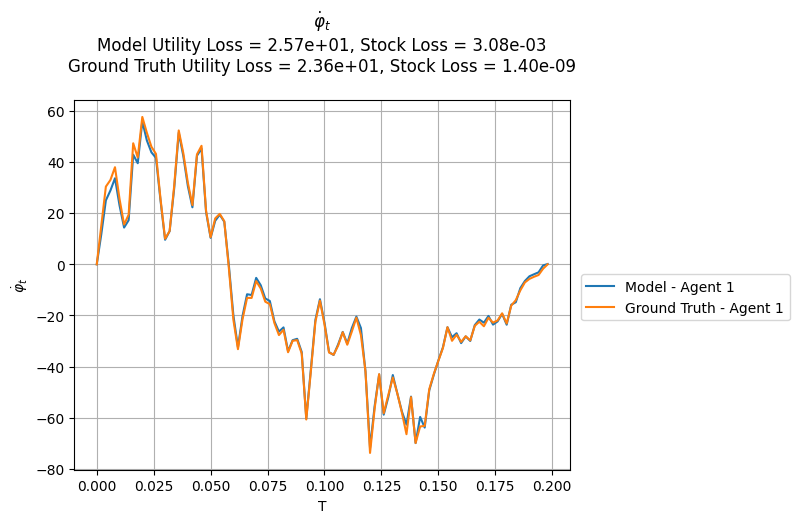 φ̇ₜ
Model Utility Loss = 2.57e+01, Stock Loss = 3.08e-03
Ground Truth Utility Loss = 2.36e+01, Stock Loss = 1.40e-09
60
40
20
0
−20
−40
−60
−80
φ̇ₜ
0.000 0.025 0.050 0.075 0.100 0.125 0.150 0.175 0.200
T
Model - Agent 1
Ground Truth - Agent 1